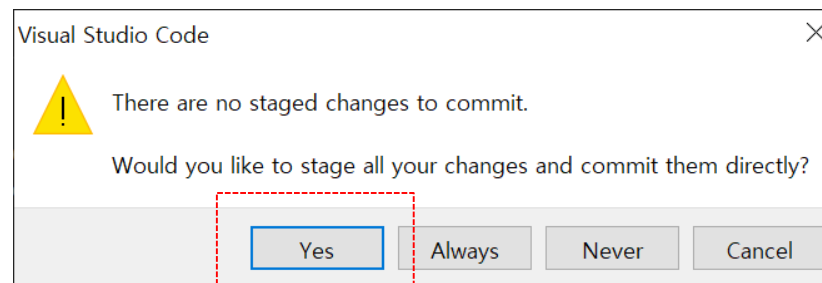 Visual Studio Code
There are no staged changes to commit.
Would you like to stage all your changes and commit them directly?
Yes Always Never Cancel